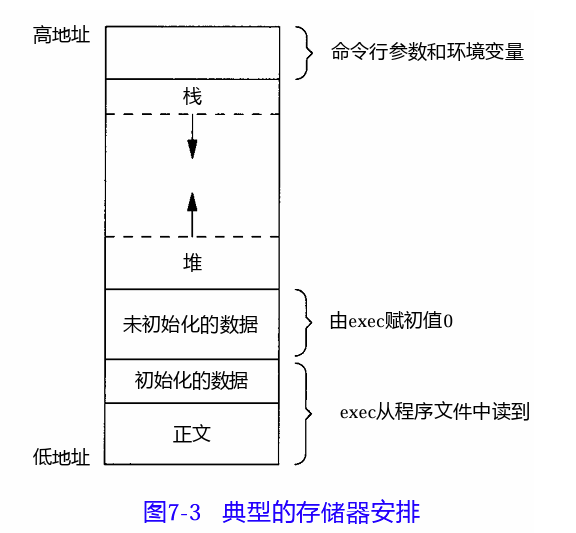 高地址
命令行参数和环境变量
栈
堆
未初始化的数据
由exec赋初值0
初始化的数据
exec从程序文件中读到
正文
低地址
图7-3 典型的存储器安排